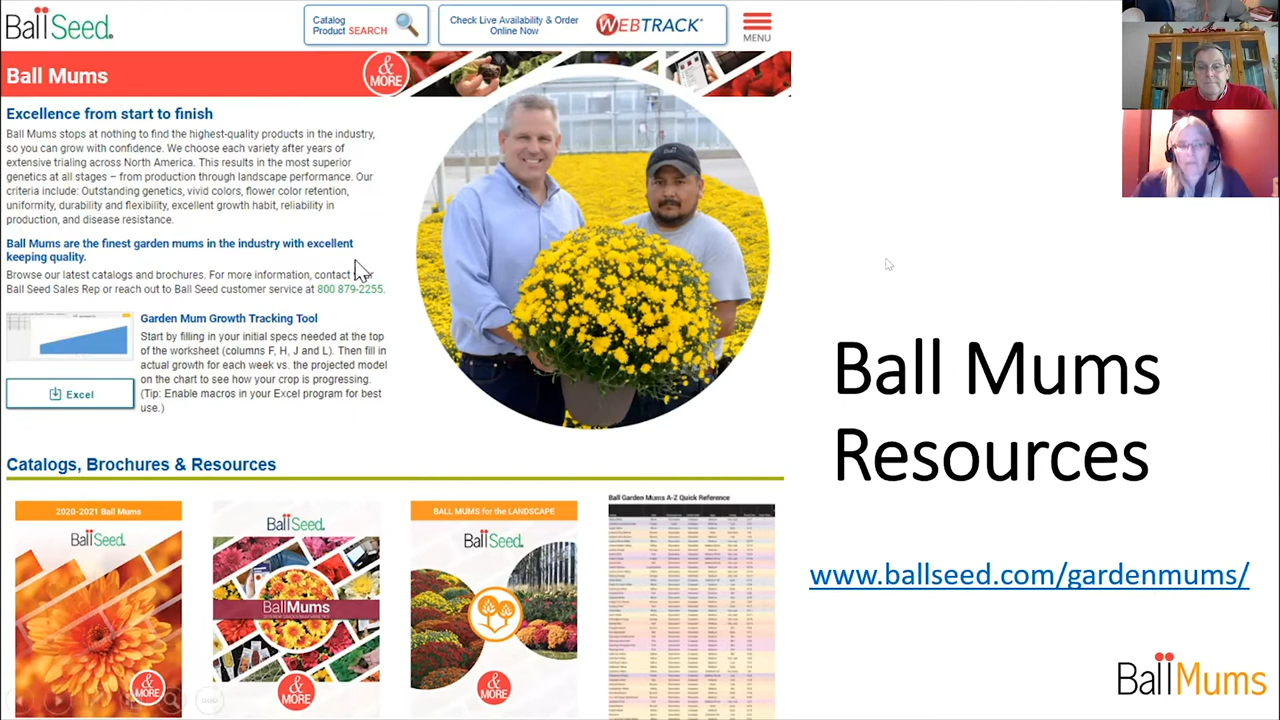 BallSeed®
Catalog
Product SEARCH
Check Live Availability & Order
Online Now
WEBTRACK
MENU
Ball Mums
& MORE
Excellence from start to finish
Ball Mums stops at nothing to find the highest-quality products in the industry,
so you can grow with confidence. We choose each variety after years of
extensive trialing across North America. This results in the most superior
genetics at all stages – from production through landscape performance. Our
criteria include: Outstanding genetics, vivid colors, flower color retention,
uniformity, durability and flexibility, excellent growth habit, reliability in
production, and disease resistance.
Ball Mums are the finest garden mums in the industry with excellent
keeping quality.
Browse our latest catalogs and brochures. For more information, contact
Ball Seed Sales Rep or reach out to Ball Seed customer service at 800 879-2255.
Garden Mum Growth Tracking Tool
Start by filling in your initial specs needed at the top
of the worksheet (columns F, H, J and L). Then fill in
actual growth for each week vs. the projected model
on the chart to see how your crop is progressing.
(Tip: Enable macros in your Excel program for best
use.)
Excel
Ball
Catalogs, Brochures & Resources
2020-2021 Ball Mums
BallSeed.
& MORE
BallSeed
BallMums
& MORE
BALL MUMS for the LANDSCAPE
BallSeed
& MORE
Ball Garden Mums A-Z Quick Reference
Ball Mums
Resources
www.ballseed.com/gardenmums/
BallMums